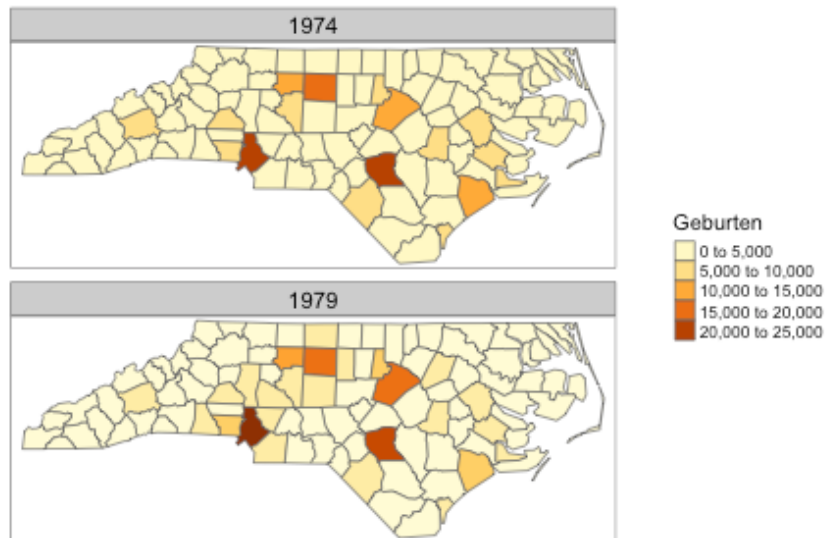 1974
Geburten
0 to 5,000
5,000 to 10,000
10,000 to 15,000
15,000 to 20,000
20,000 to 25,000
1979